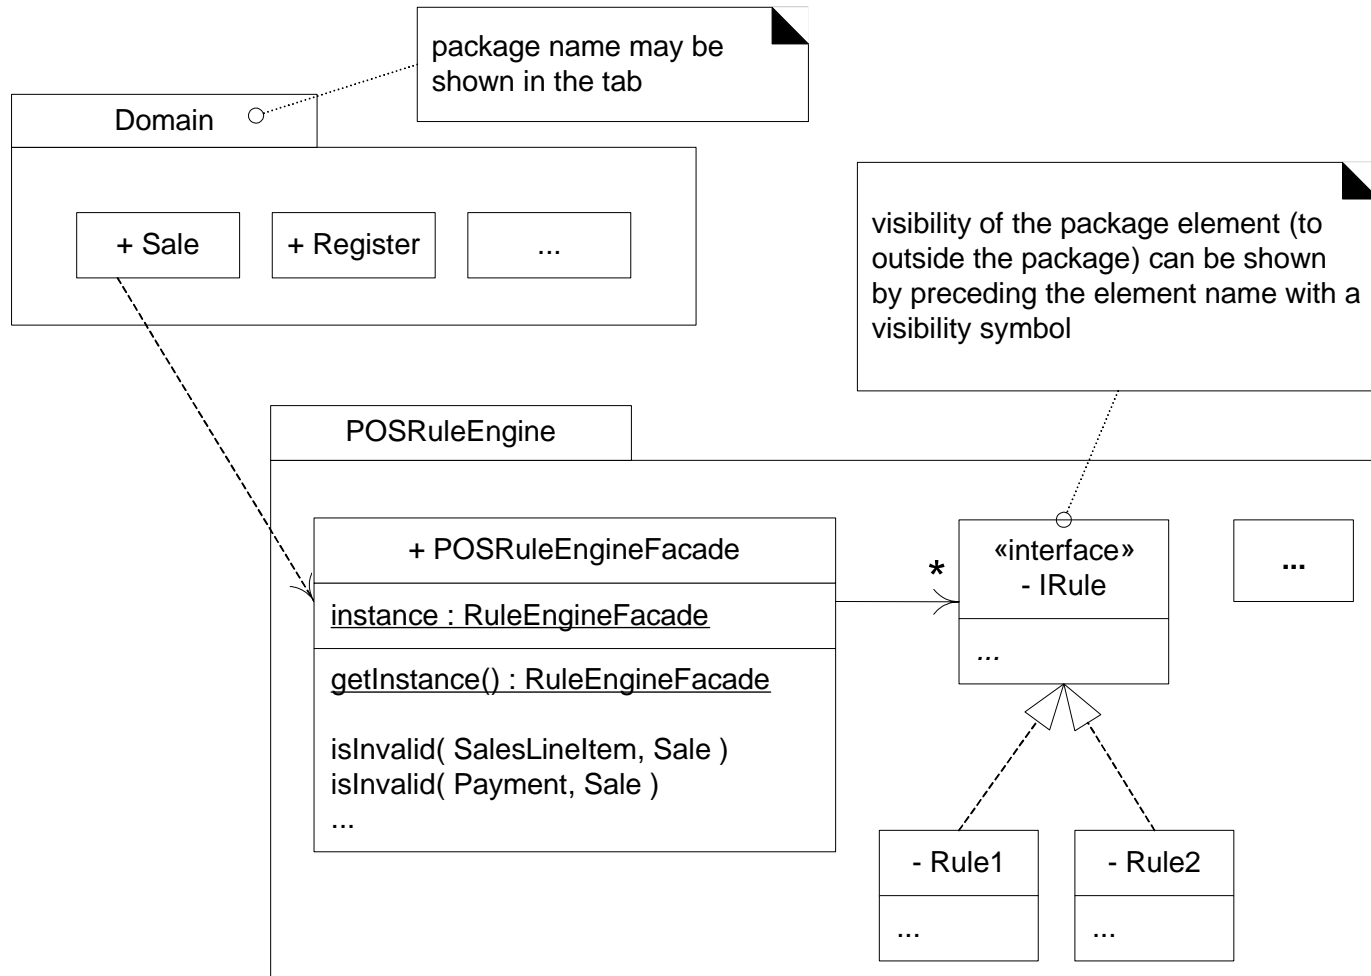 package name may be
shown in the tab
Domain
+ Sale
+ Register
...
visibility of the package element (to
outside the package) can be shown
by preceding the element name with a
visibility symbol
POSRuleEngine
+ POSRuleEngineFacade
instance : RuleEngineFacade
getInstance() : RuleEngineFacade
isInvalid( SalesLineItem, Sale )
isInvalid( Payment, Sale )
...
*
«interface»
- IRule
...
...
- Rule1
...
- Rule2
...